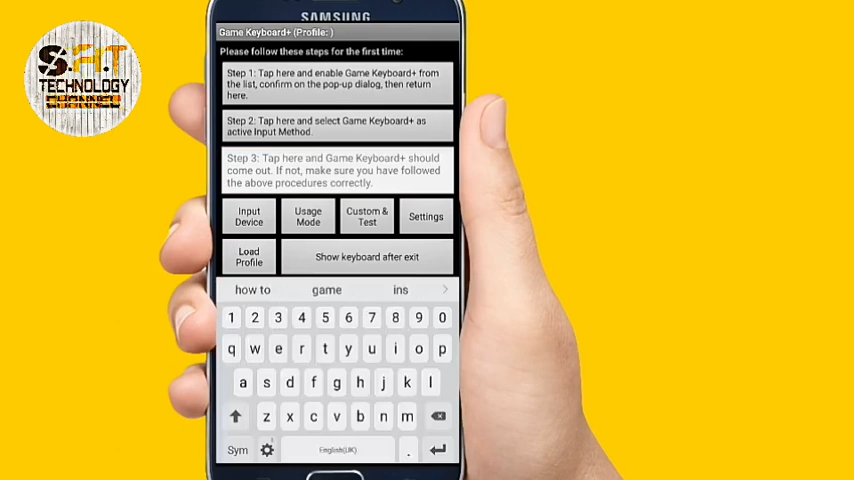 SAMSUNG
Game Keyboard+ (Profile: )
Please follow these steps for the first time:
Step 1: Tap here and enable Game Keyboard+ from
the list, confirm on the pop-up dialog, then return
here.
Step 2: Tap here and select Game Keyboard+ as
active Input Method.
Step 3: Tap here and Game Keyboard+ should
come out. If not, make sure you have followed
the above procedures correctly.
Input
Device
Usage
Mode
Custom &
Test
Settings
Load
Profile
Show keyboard after exit
how to game ins
1 2 3 4 5 6 7 8 9 0
q w e r t y u i o p
a s d f g h j k l
z x c v b n m
Sym English(UK) .
S.H.T
TECHNOLOGY
CHANNEL